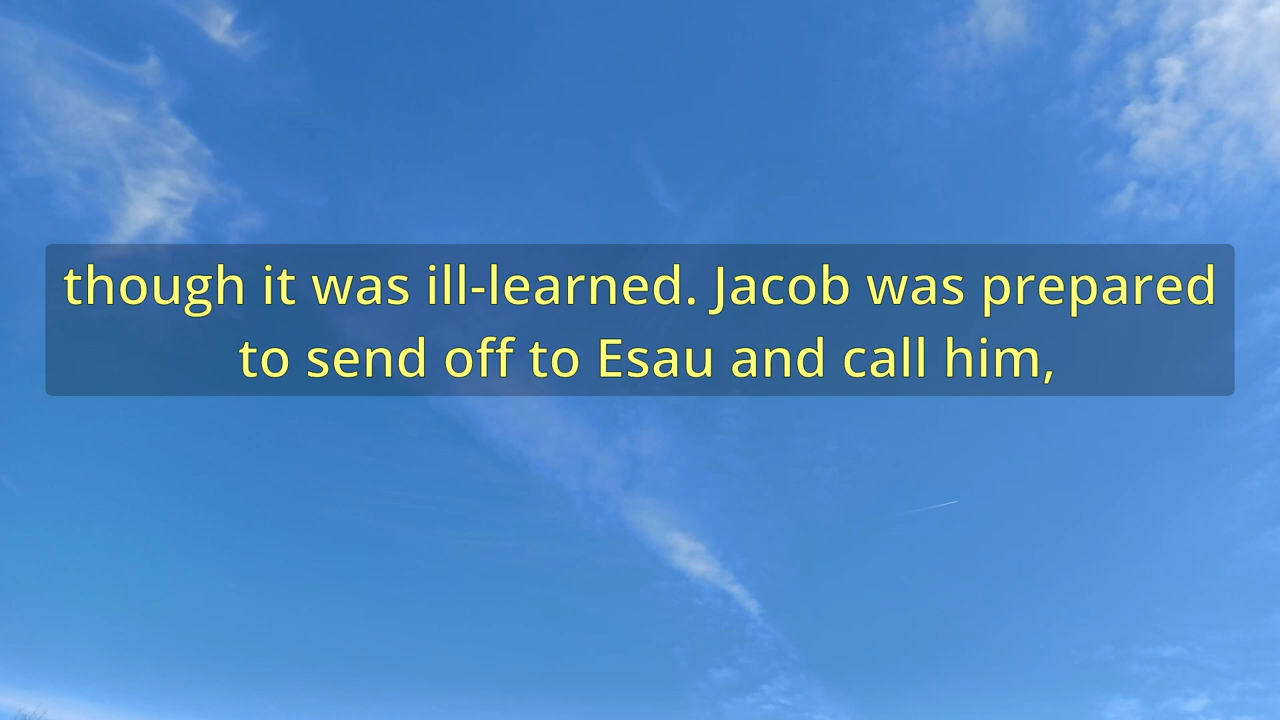 though it was ill-learned. Jacob was prepared
to send off to Esau and call him,